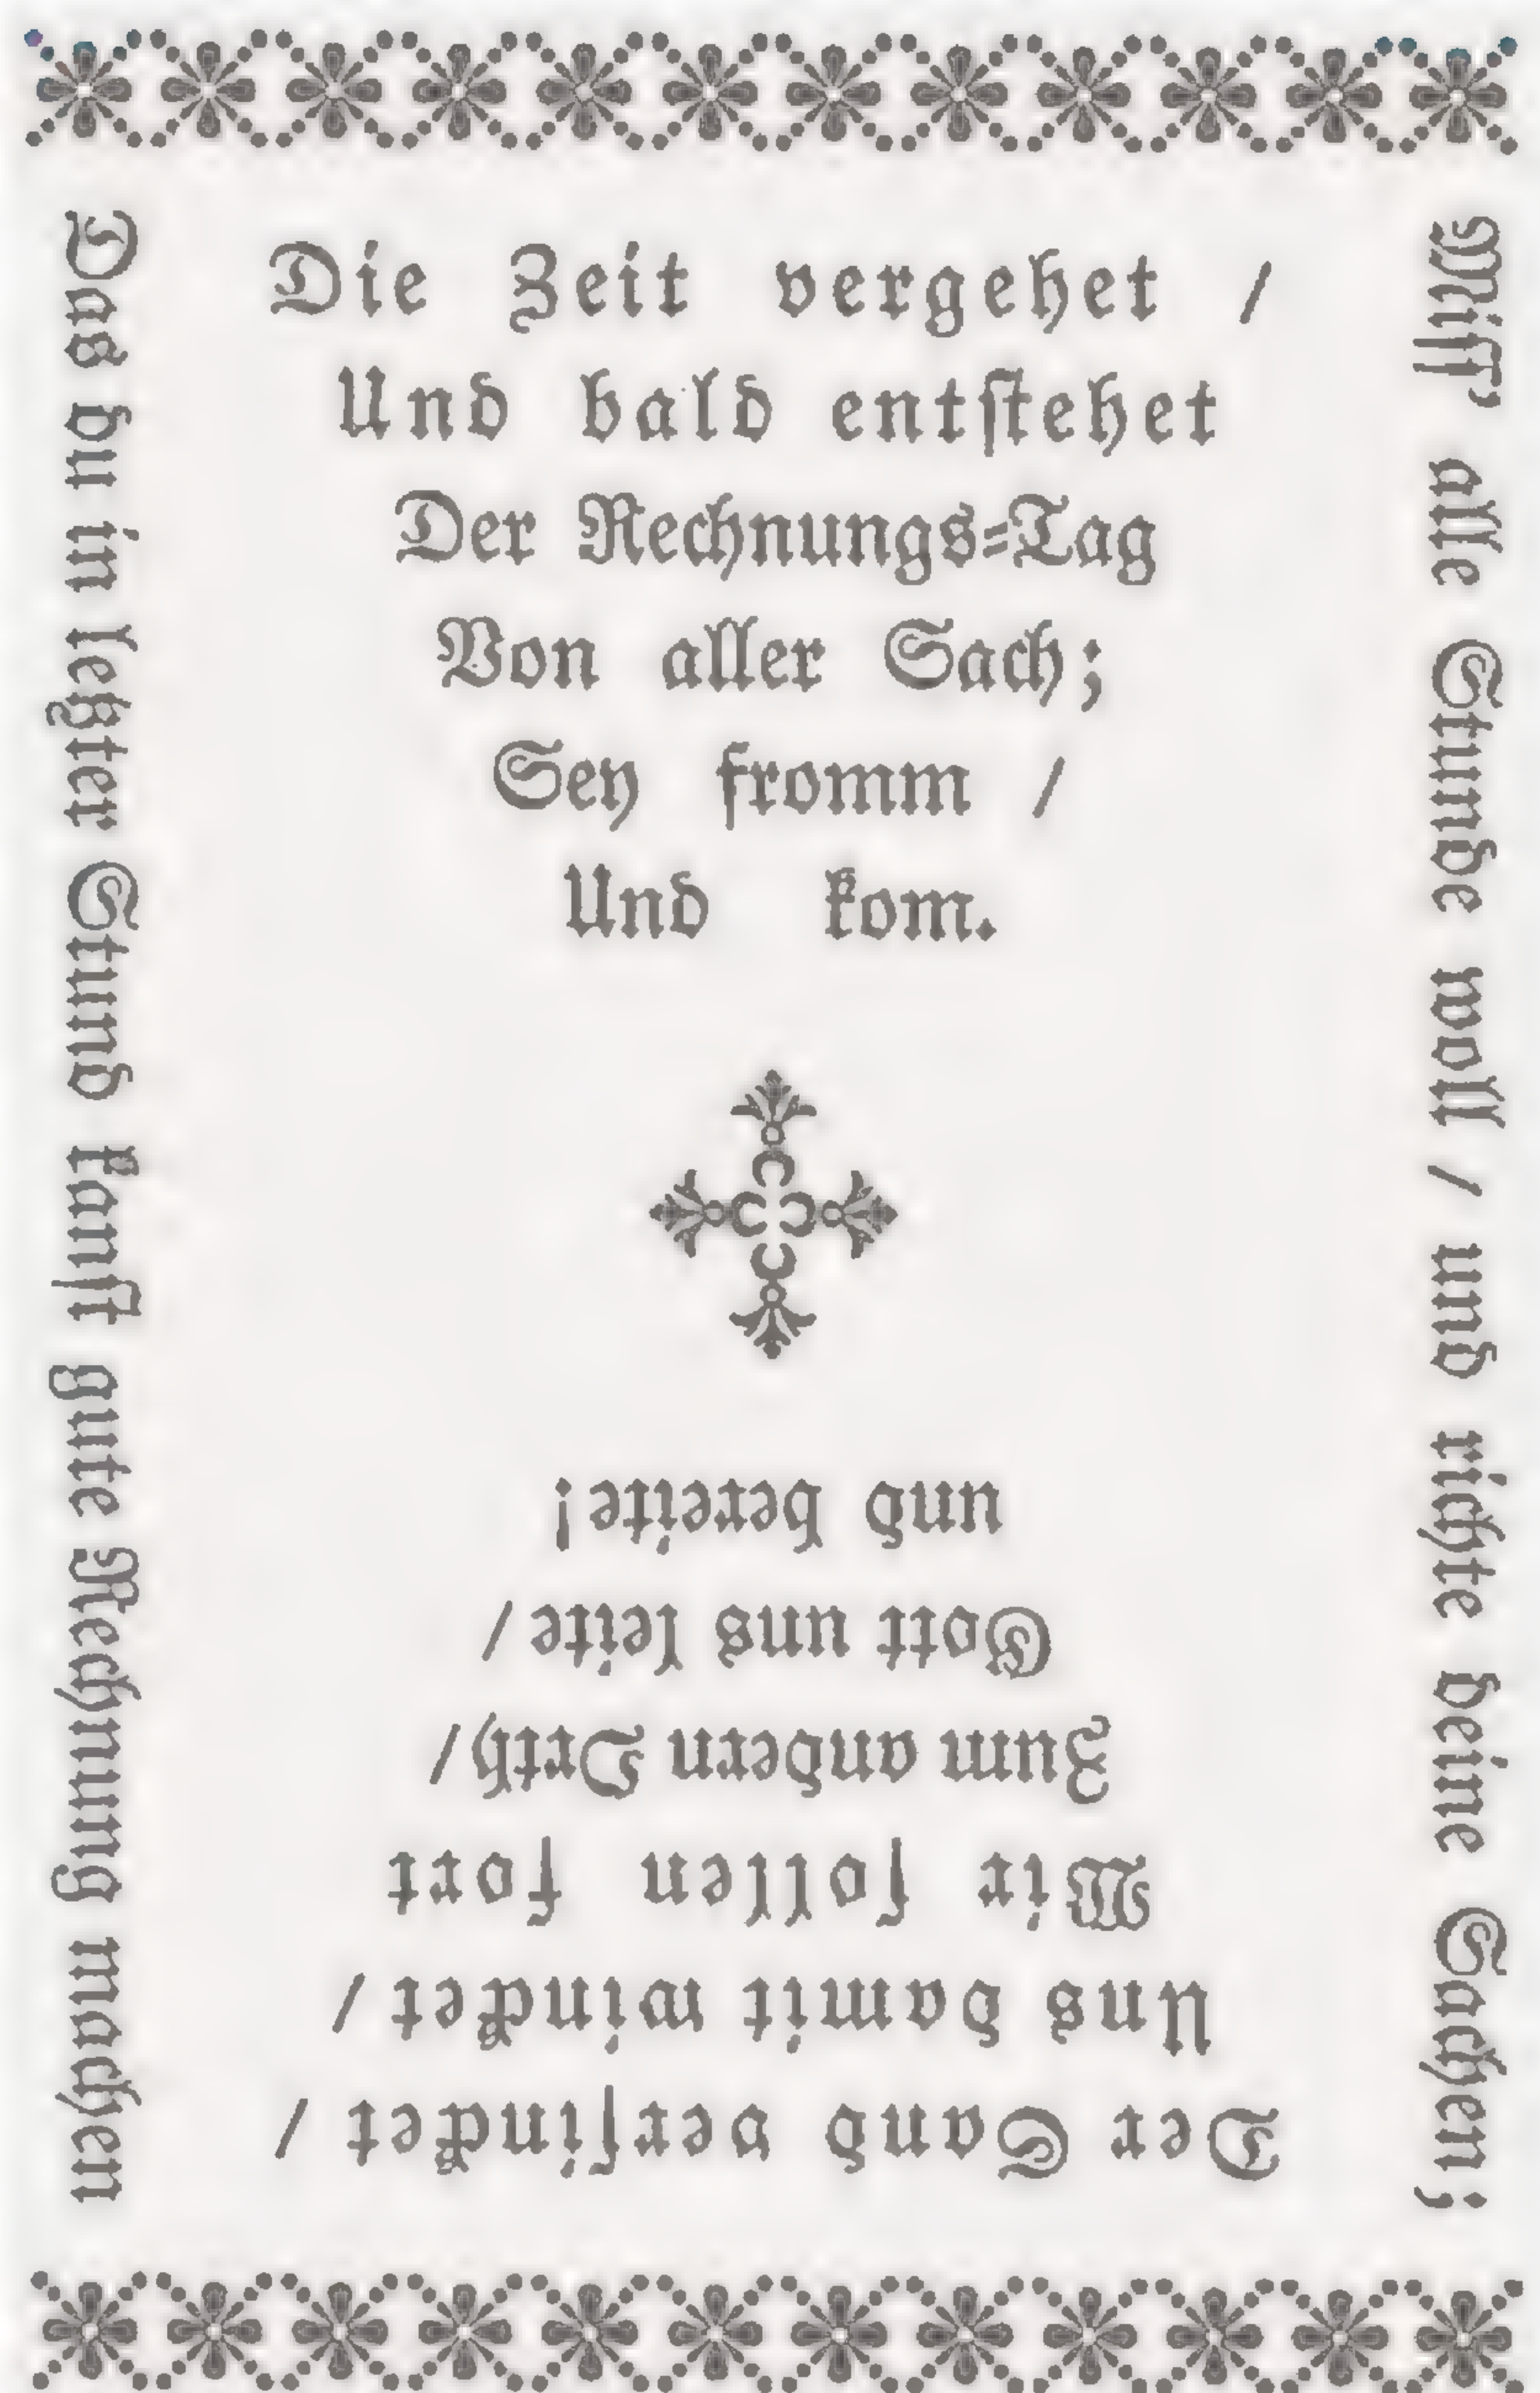 Die Zeit vergehet /
Und bald entſtehet
Der Rechnungs=Tag
Von aller Sach;
Sey fromm /
Und kom.
Der Sand verſincket /
Uns damit wincket /
Wir ſollen fort
Zum andern Orth /
Gott uns leite /
und bereite!
Miſſ’ alle Stunde woll / und richte deine Sachen;
Das du in letzter Stund kanſt gute Rechnung machen